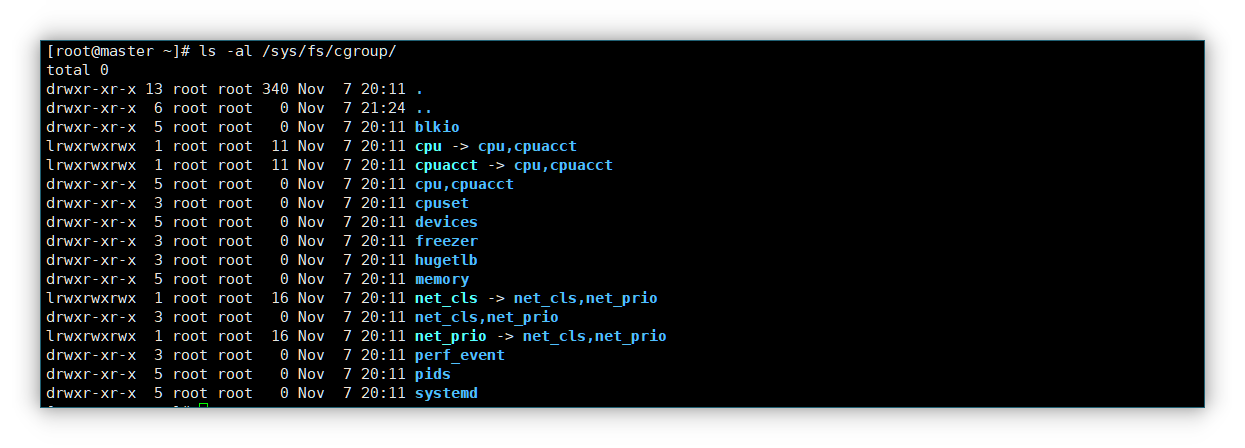 [root@master ~]# ls -al /sys/fs/cgroup/
total 0
drwxr-xr-x 13 root root 340 Nov  7 20:11 .
drwxr-xr-x  6 root root   0 Nov  7 21:24 ..
drwxr-xr-x  5 root root   0 Nov  7 20:11 blkio
lrwxrwxrwx  1 root root  11 Nov  7 20:11 cpu -> cpu,cpuacct
lrwxrwxrwx  1 root root  11 Nov  7 20:11 cpuacct -> cpu,cpuacct
drwxr-xr-x  5 root root   0 Nov  7 20:11 cpu,cpuacct
drwxr-xr-x  3 root root   0 Nov  7 20:11 cpuset
drwxr-xr-x  5 root root   0 Nov  7 20:11 devices
drwxr-xr-x  3 root root   0 Nov  7 20:11 freezer
drwxr-xr-x  3 root root   0 Nov  7 20:11 hugetlb
drwxr-xr-x  5 root root   0 Nov  7 20:11 memory
lrwxrwxrwx  1 root root  16 Nov  7 20:11 net_cls -> net_cls,net_prio
drwxr-xr-x  3 root root   0 Nov  7 20:11 net_cls,net_prio
lrwxrwxrwx  1 root root  16 Nov  7 20:11 net_prio -> net_cls,net_prio
drwxr-xr-x  3 root root   0 Nov  7 20:11 perf_event
drwxr-xr-x  5 root root   0 Nov  7 20:11 pids
drwxr-xr-x  5 root root   0 Nov  7 20:11 systemd